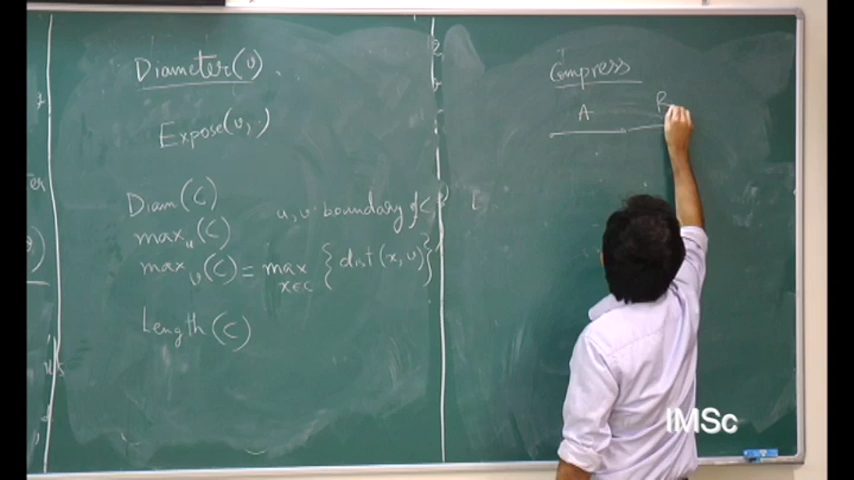 Diameter(v).
Expose(v, ·)
Diam(C)
u, v · boundary of C
max_u(C)
max_v(C) = max_{x∈C} {dist(x, v)}
Length(C)
Compress
A
IMSc